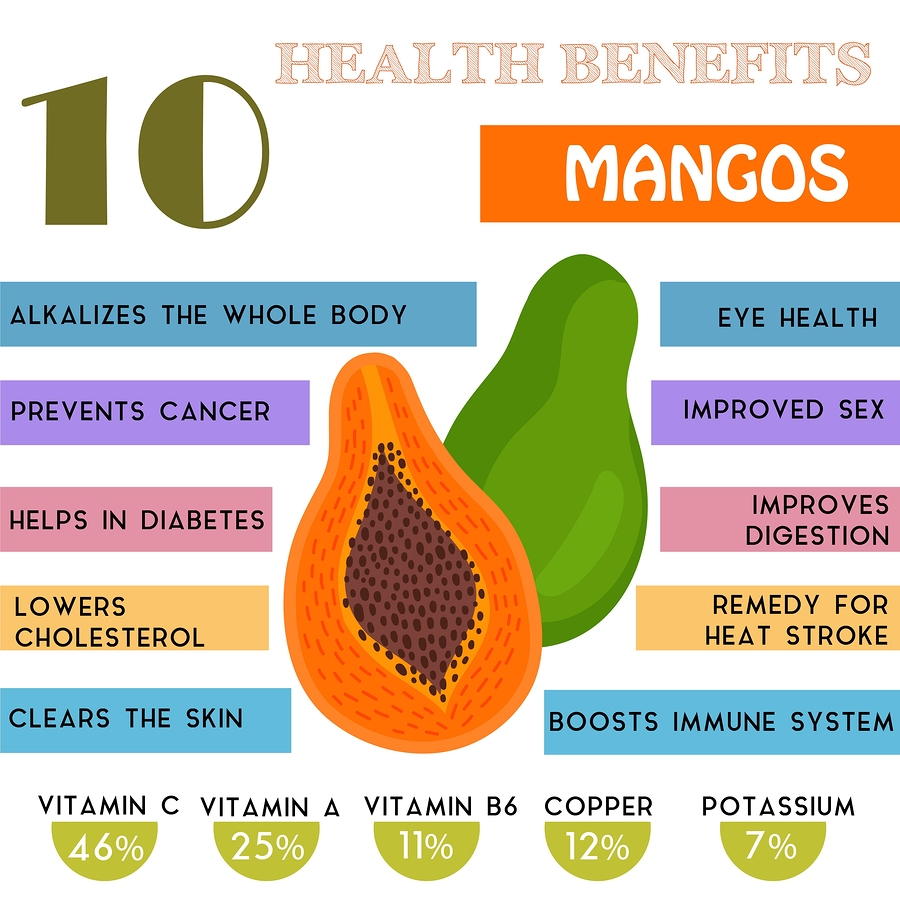 10
HEALTH BENEFITS
MANGOS
ALKALIZES THE WHOLE BODY
EYE HEALTH
PREVENTS CANCER
IMPROVED SEX
HELPS IN DIABETES
IMPROVES
DIGESTION
LOWERS
CHOLESTEROL
REMEDY FOR
HEAT STROKE
CLEARS THE SKIN
BOOSTS IMMUNE SYSTEM
VITAMIN C
46%
VITAMIN A
25%
VITAMIN B6
11%
COPPER
12%
POTASSIUM
7%